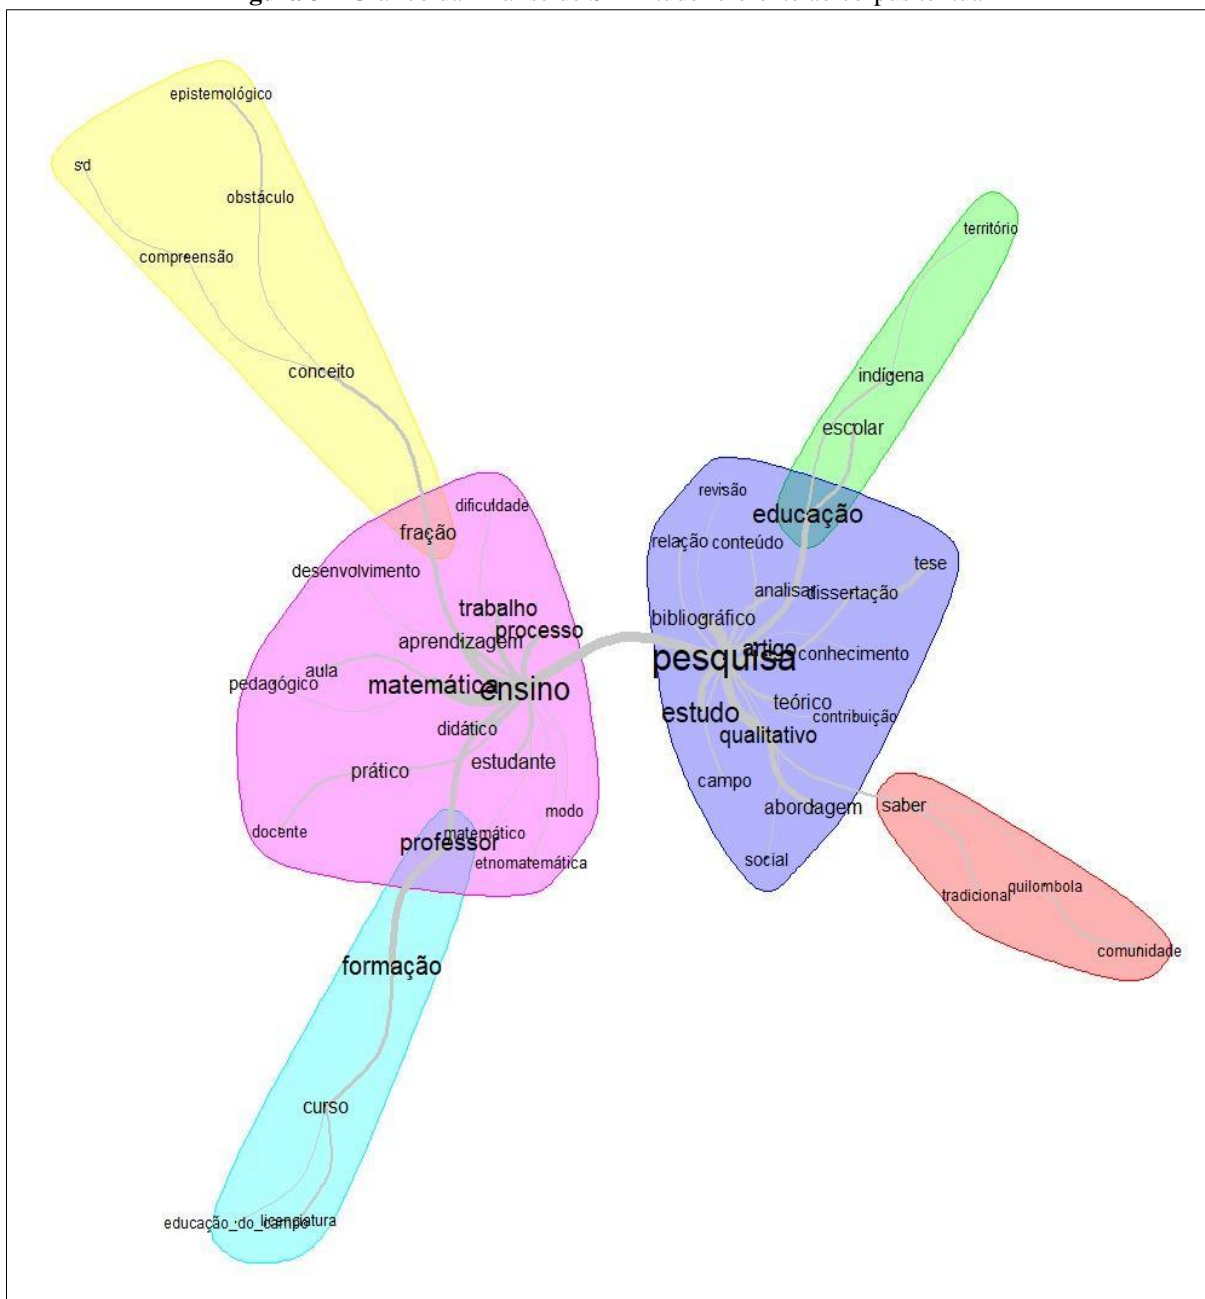 epistemológico
sd
obstáculo
território
compreensão
conceito
indígena
escolar
revisão
dificuldade
educação
fração
relação
conteúdo
tese
desenvolvimento
analisar
dissertação
trabalho
bibliográfico
processo
aprendizagem
artigo
conhecimento
pesquisa
aula
pedagógico
matemática
ensino
teórico
estudo
contribuição
didático
qualitativo
estudante
prático
campo
abordagem
saber
modo
docente
matemático
professor
social
etnomatemática
quilombola
tradicional
comunidade
formação
curso
educação_do_campo
licenciatura